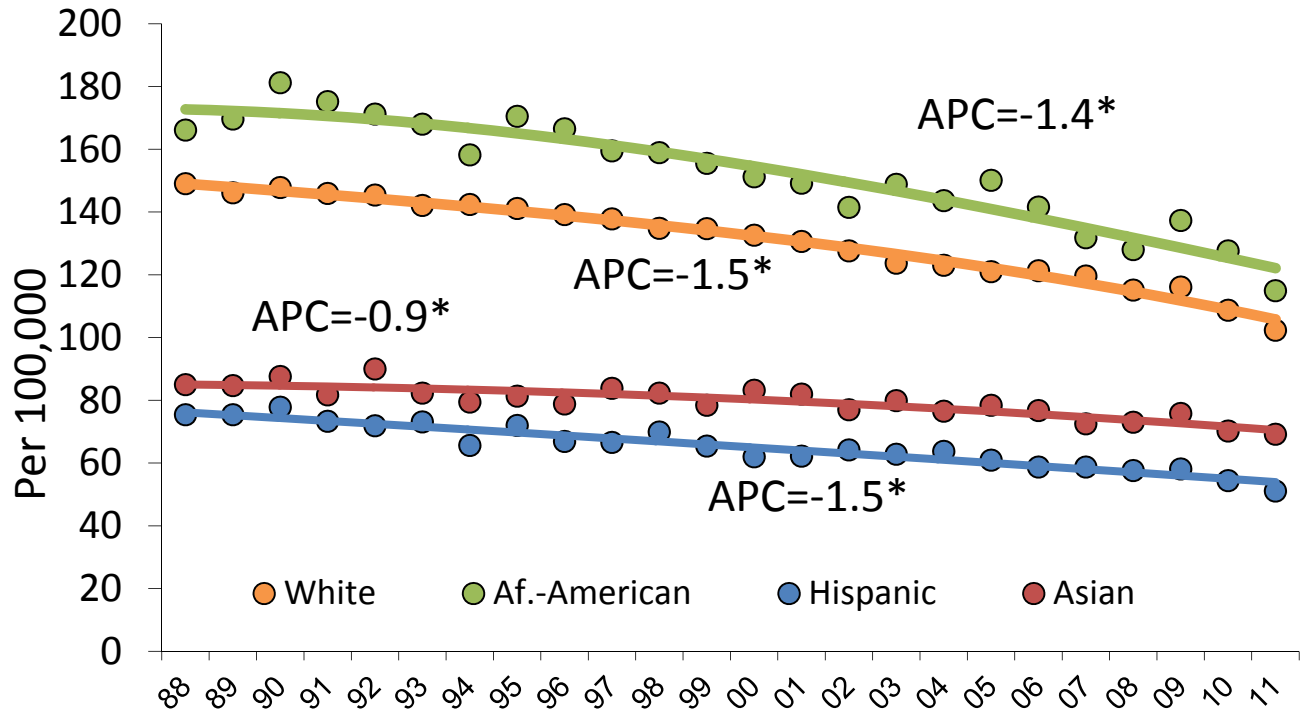 200
180
160
140
120
100
80
60
40
20
0
Per 100,000
APC=-1.4*
APC=-1.5*
APC=-0.9*
APC=-1.5*
White Af.-American Hispanic Asian
88 89 90 91 92 93 94 95 96 97 98 99 00 01 02 03 04 05 06 07 08 09 10 11